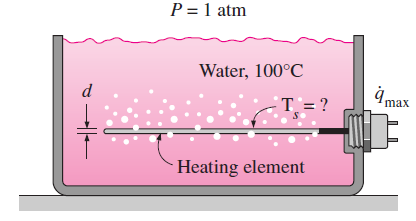 P = 1 atm
Water, 100°C
d
T_s = ?
q̇_max
Heating element